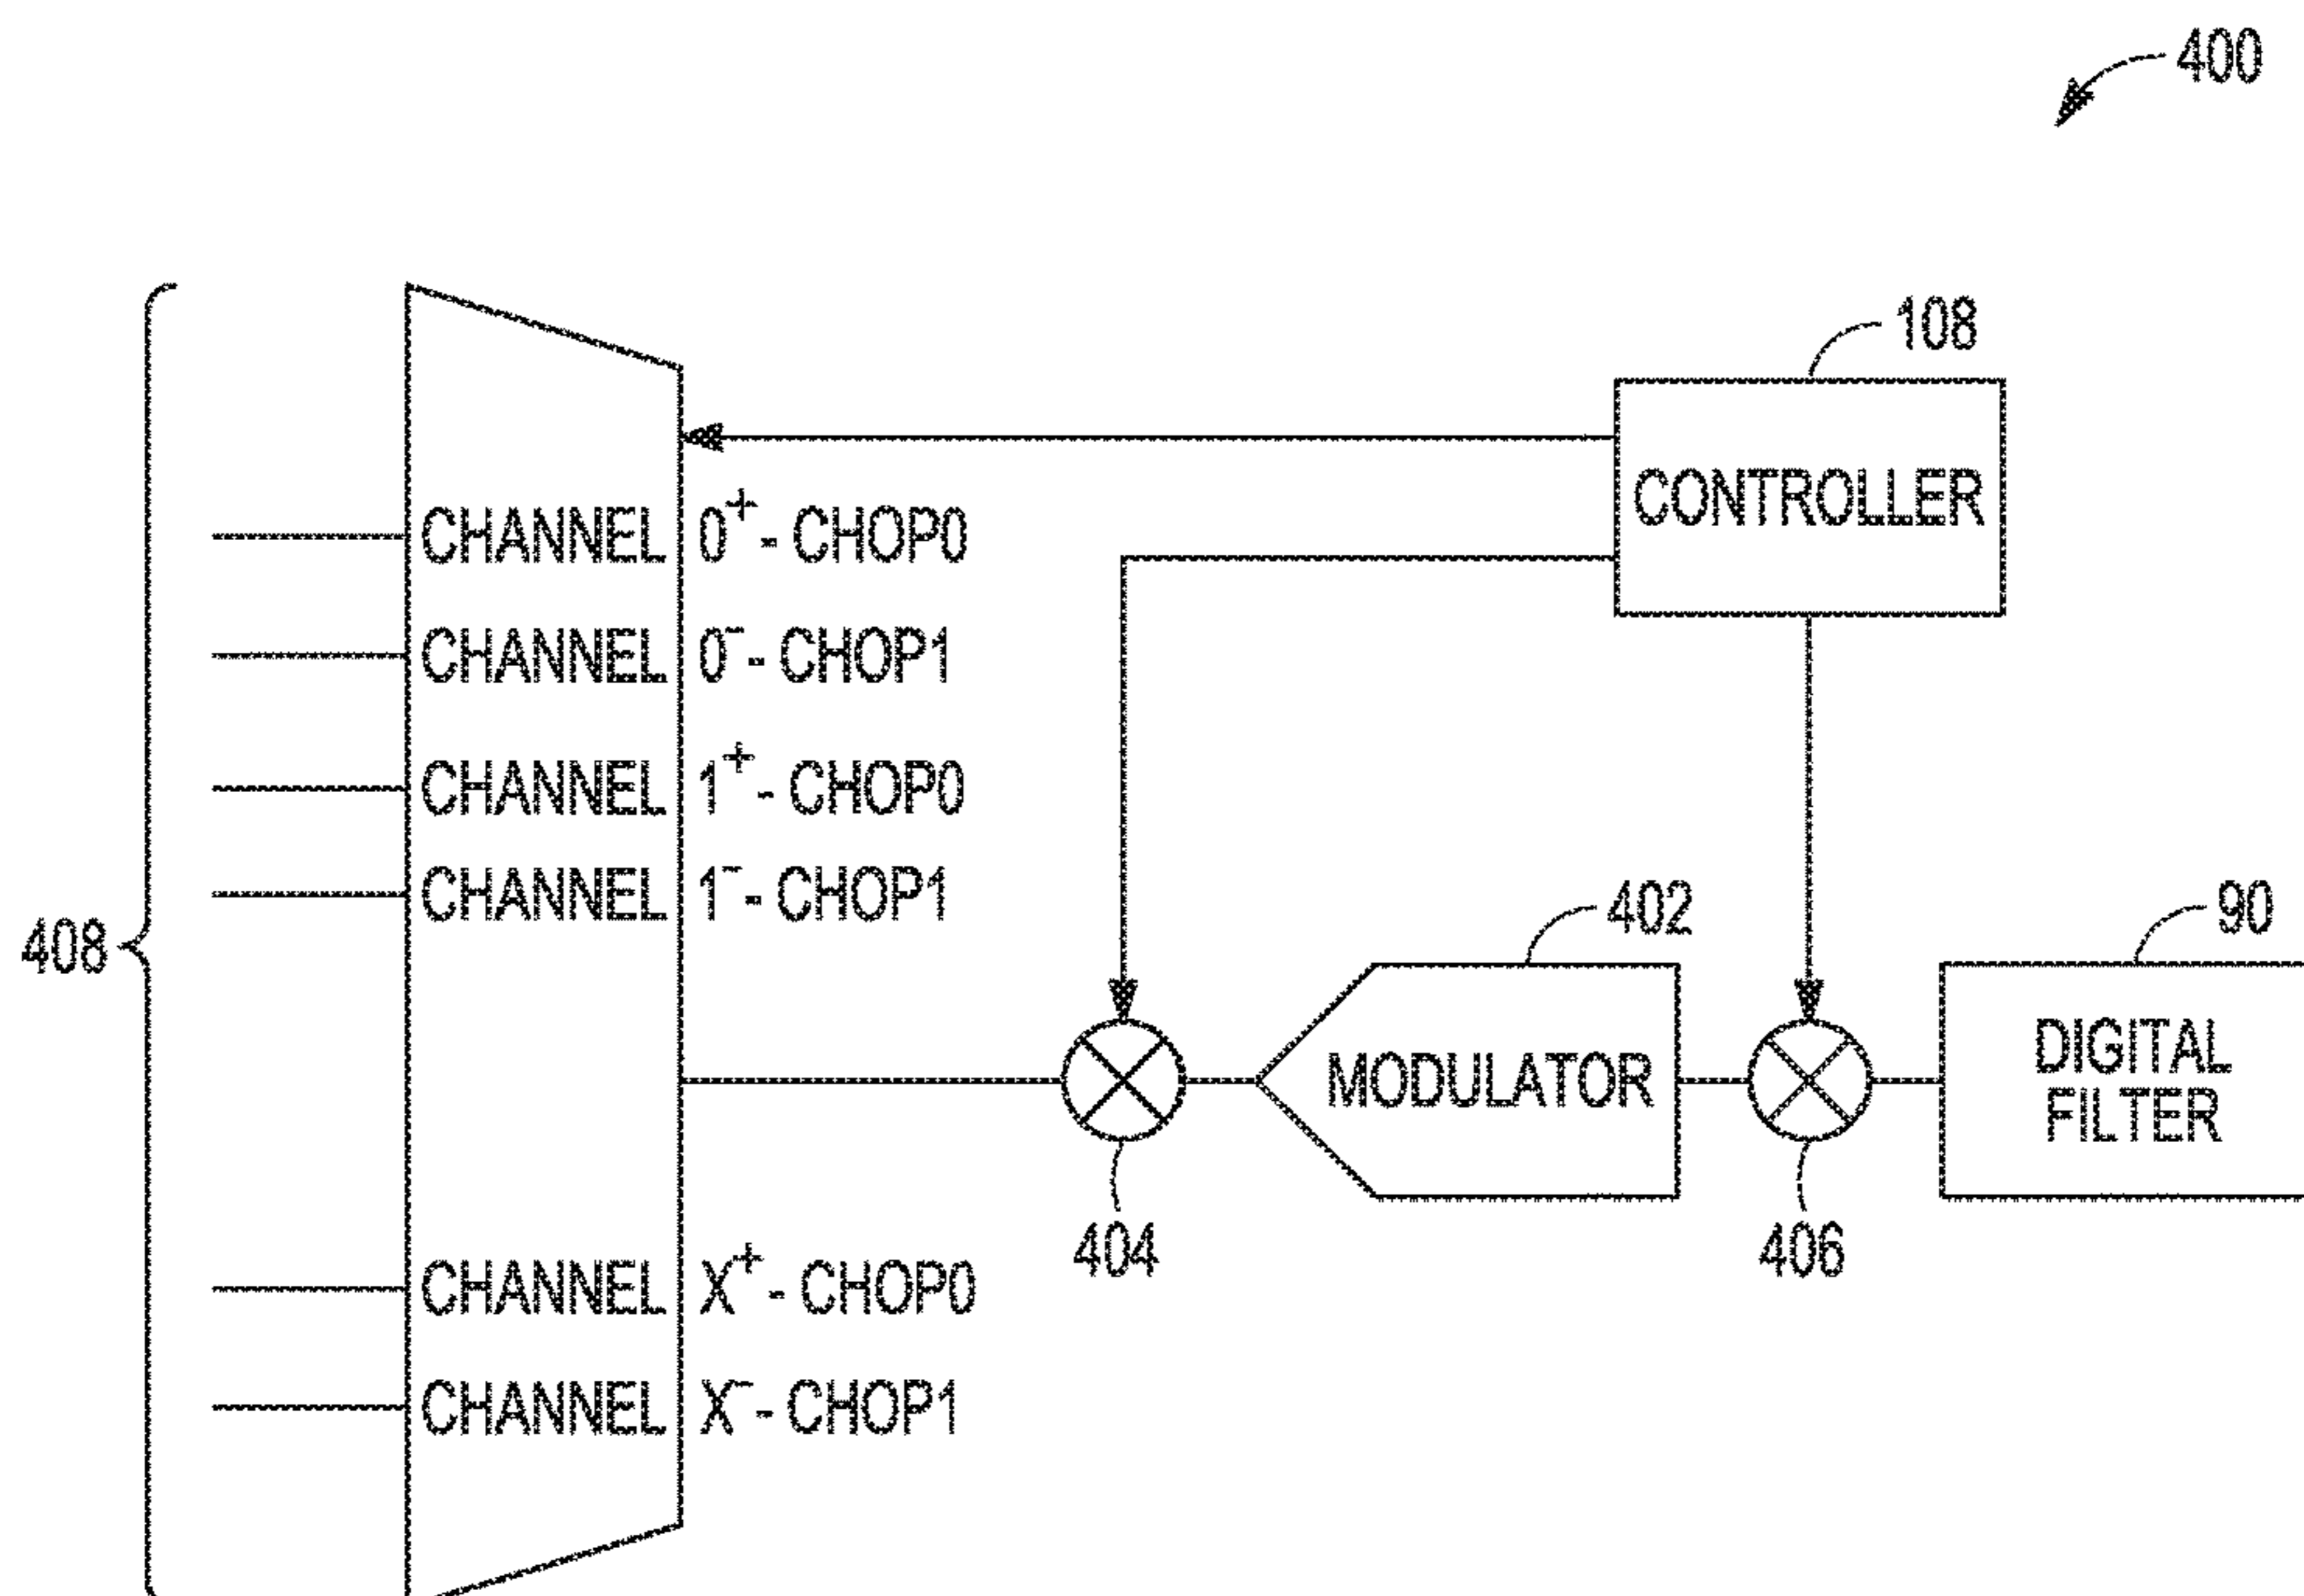 400
108
CONTROLLER
CHANNEL 0⁺- CHOP0
CHANNEL 0⁻- CHOP1
CHANNEL 1⁺- CHOP0
CHANNEL 1⁻- CHOP1
408
402
90
MODULATOR
DIGITAL
FILTER
404
406
CHANNEL X⁺- CHOP0
CHANNEL X⁻- CHOP1